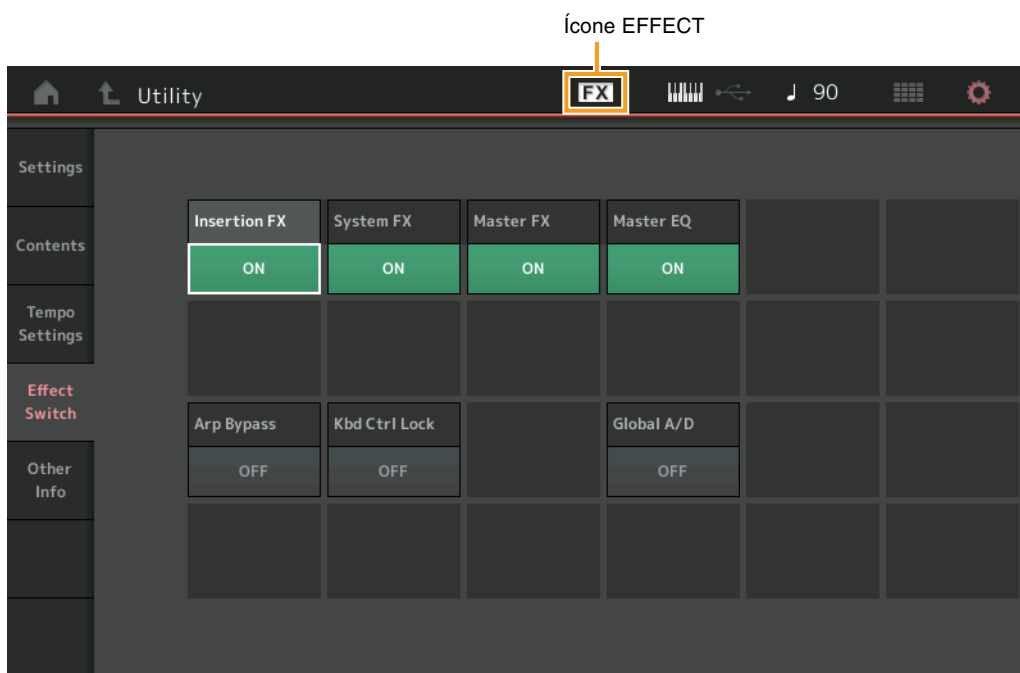 Ícone EFFECT
Utility
FX
90
Settings
Contents
Tempo
Settings
Effect
Switch
Other
Info
Insertion FX
ON
System FX
ON
Master FX
ON
Master EQ
ON
Arp Bypass
OFF
Kbd Ctrl Lock
OFF
Global A/D
OFF